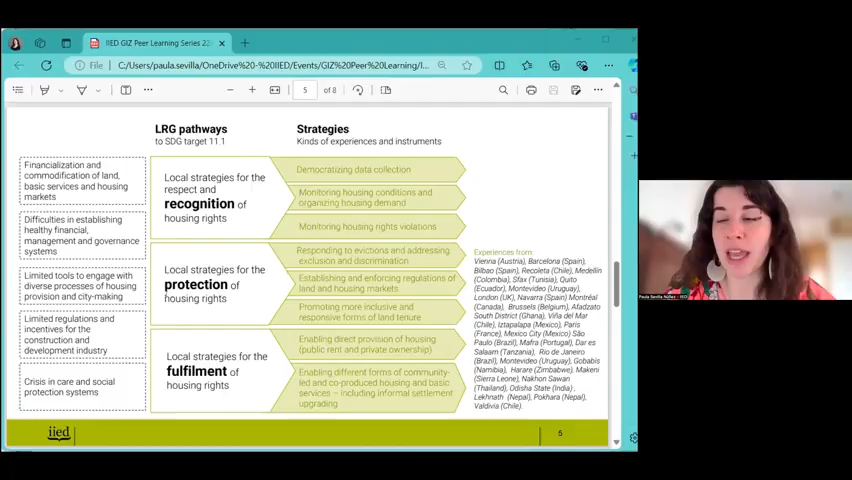 IIED GIZ Peer Learning Series 22
File
C:/Users/paula.sevilla/OneDrive%20-%20IIED/Events/GIZ%20Peer%20Learning/I...
5
of 8
LRG pathways
to SDG target 11.1
Strategies
Kinds of experiences and instruments
Financialization and
commodification of land,
basic services and housing
markets
Difficulties in establishing
healthy financial,
management and governance
systems
Limited tools to engage with
diverse processes of housing
provision and city-making
Limited regulations and
incentives for the
construction and
development industry
Crisis in care and social
protection systems
Local strategies for the
respect and
recognition of
housing rights
Local strategies for the
protection of
housing rights
Local strategies for the
fulfilment of
housing rights
Democratizing data collection
Monitoring housing conditions and
organizing housing demand
Monitoring housing rights violations
Responding to evictions and addressing
exclusion and discrimination
Establishing and enforcing regulations of
land and housing markets
Promoting more inclusive and
responsive forms of land tenure
Enabling direct provision of housing
(public rent and private ownership)
Enabling different forms of community-
led and co-produced housing and basic
services – including informal settlement
upgrading
Experiences from:
Vienna (Austria), Barcelona (Spain),
Bilbao (Spain), Recoleta (Chile), Medellín
(Colombia), Sfax (Tunisia), Quito
(Ecuador), Montevideo (Uruguay),
London (UK), Navarra (Spain) Montréal
(Canada), Brussels (Belgium), Afadzato
South District (Ghana), Viña del Mar
(Chile), Iztapalapa (Mexico), Paris
(France), Mexico City (Mexico) São
Paulo (Brazil), Mafra (Portugal), Dar es
Salaam (Tanzania), Rio de Janeiro
(Brazil), Montevideo (Uruguay), Gobabis
(Namibia), Harare (Zimbabwe). Makeni
(Sierra Leone), Nakhon Sawan
(Thailand), Odisha State (India) ,
Lekhnath (Nepal), Pokhara (Nepal),
Valdivia (Chile).
iied
5
Paula Sevilla Núñez - IIED